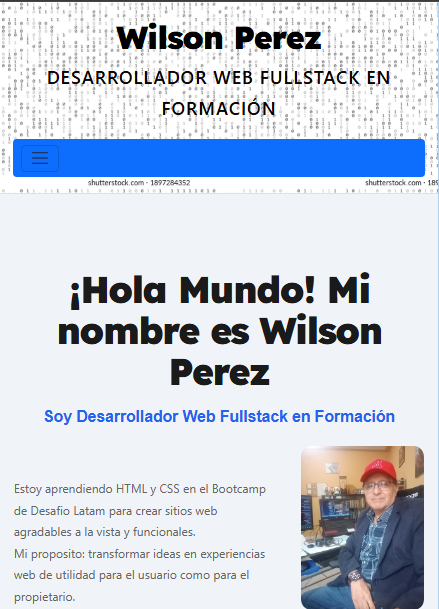 Wilson Perez
DESARROLLADOR WEB FULLSTACK EN
FORMACIÓN
shutterstock.com · 1897284352
shutterstock.com · 189
¡Hola Mundo! Mi
nombre es Wilson
Perez
Soy Desarrollador Web Fullstack en Formación
Estoy aprendiendo HTML y CSS en el Bootcamp
de Desafio Latam para crear sitios web
agradables a la vista y funcionales.
Mi proposito: transformar ideas en experiencias
web de utilidad para el usuario como para el
propietario.